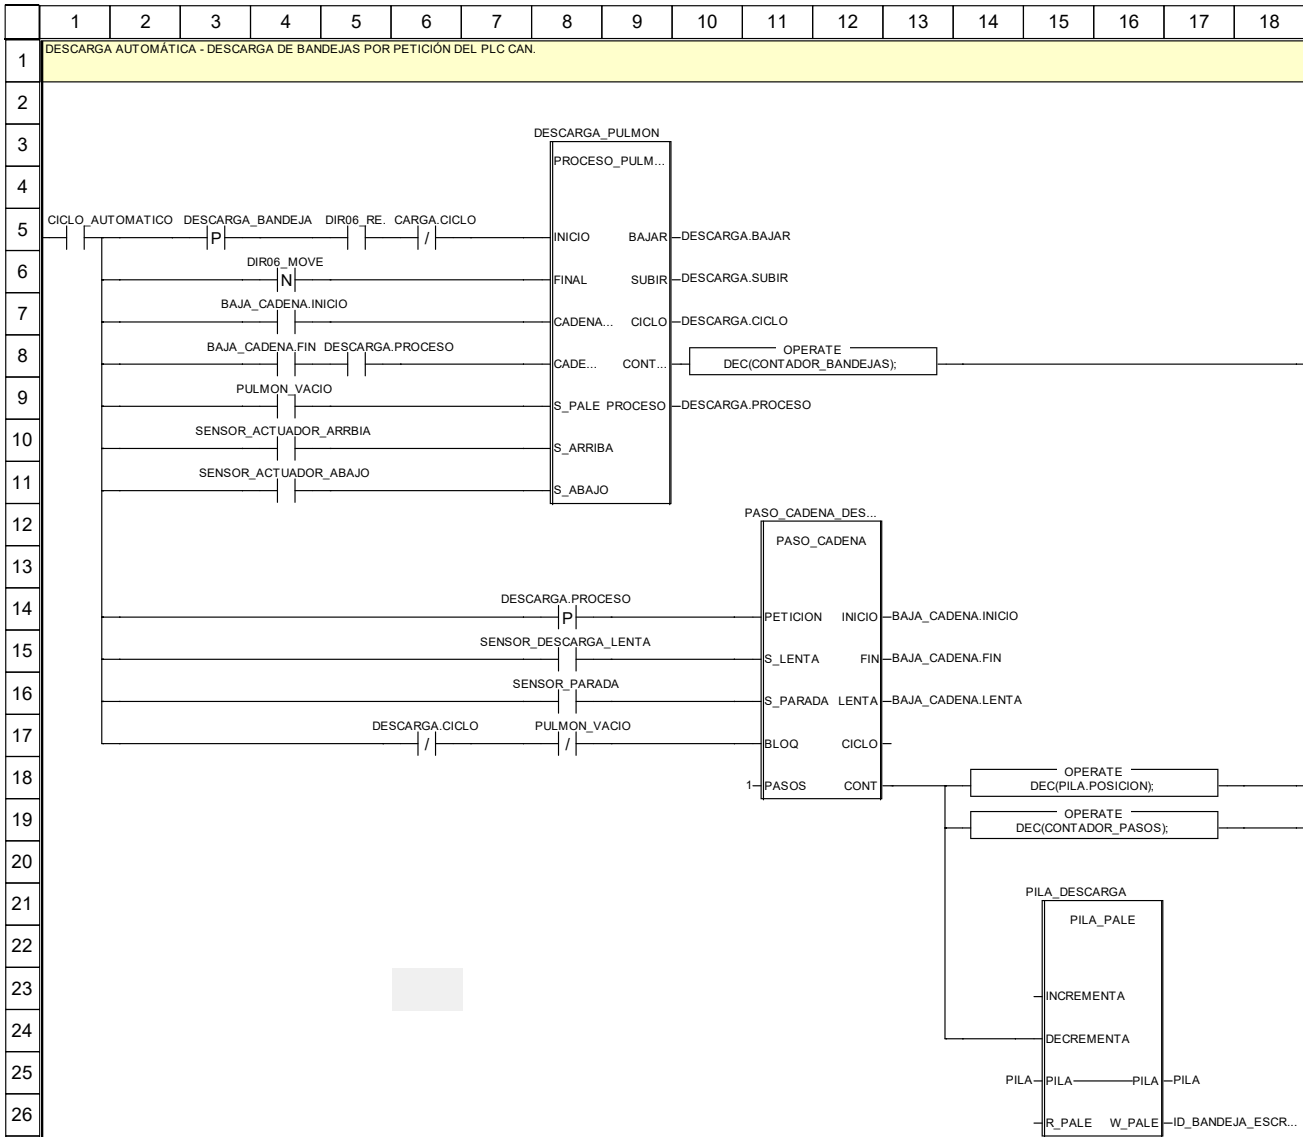 1 2 3 4 5 6 7 8 9 10 11 12 13 14 15 16 17 18
1 DESCARGA AUTOMÁTICA - DESCARGA DE BANDEJAS POR PETICIÓN DEL PLC CAN.
2
3 DESCARGA_PULMON
PROCESO_PULM...
4
CICLO_AUTOMATICO DESCARGA_BANDEJA DIR06_RE. CARGA.CICLO
5 P / INICIO BAJAR DESCARGA.BAJAR
DIR06_MOVE
6 N FINAL SUBIR DESCARGA.SUBIR
BAJA_CADENA.INICIO
7 CADENA... CICLO DESCARGA.CICLO
BAJA_CADENA.FIN DESCARGA.PROCESO OPERATE
8 CADE... CONT... DEC(CONTADOR_BANDEJAS);
PULMON_VACIO
9 S_PALE PROCESO DESCARGA.PROCESO
SENSOR_ACTUADOR_ARRBIA
10 S_ARRIBA
SENSOR_ACTUADOR_ABAJO
11 S_ABAJO
12 PASO_CADENA_DES...
PASO_CADENA
13
DESCARGA.PROCESO
14 P PETICION INICIO BAJA_CADENA.INICIO
SENSOR_DESCARGA_LENTA
15 S_LENTA FIN BAJA_CADENA.FIN
SENSOR_PARADA
16 S_PARADA LENTA BAJA_CADENA.LENTA
DESCARGA.CICLO PULMON_VACIO
17 / / BLOQ CICLO
OPERATE
18 1 PASOS CONT DEC(PILA.POSICION);
OPERATE
19 DEC(CONTADOR_PASOS);
20
21 PILA_DESCARGA
PILA_PALE
22
23 INCREMENTA
24 DECREMENTA
25 PILA PILA PILA PILA
26 R_PALE W_PALE ID_BANDEJA_ESCR...